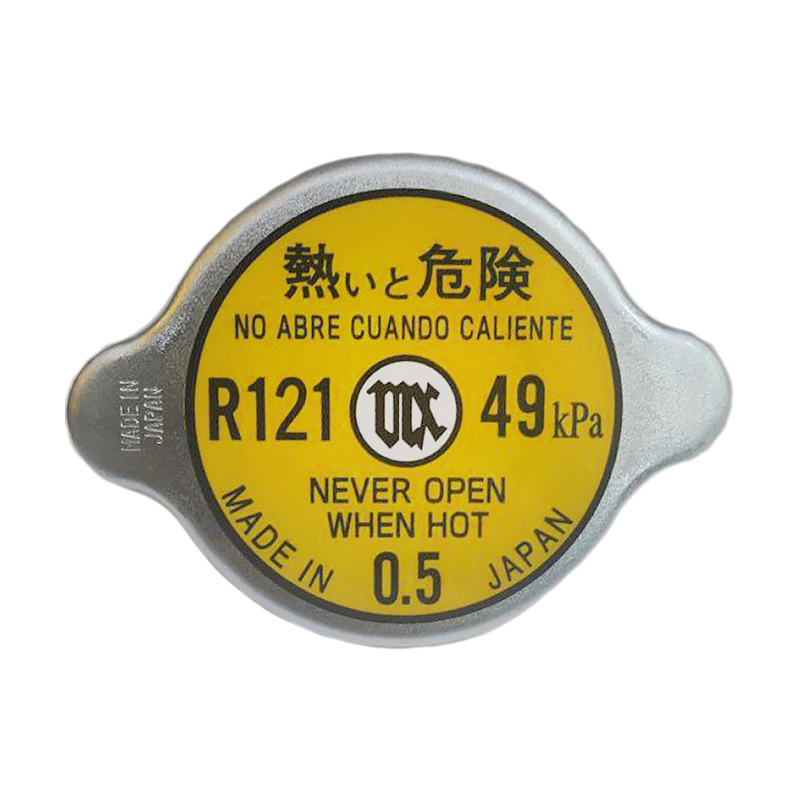 熱いと危険
NO ABRE CUANDO CALIENTE
R121 49kPa
NEVER OPEN
WHEN HOT
MADE IN 0.5 JAPAN
MADE IN
JAPAN